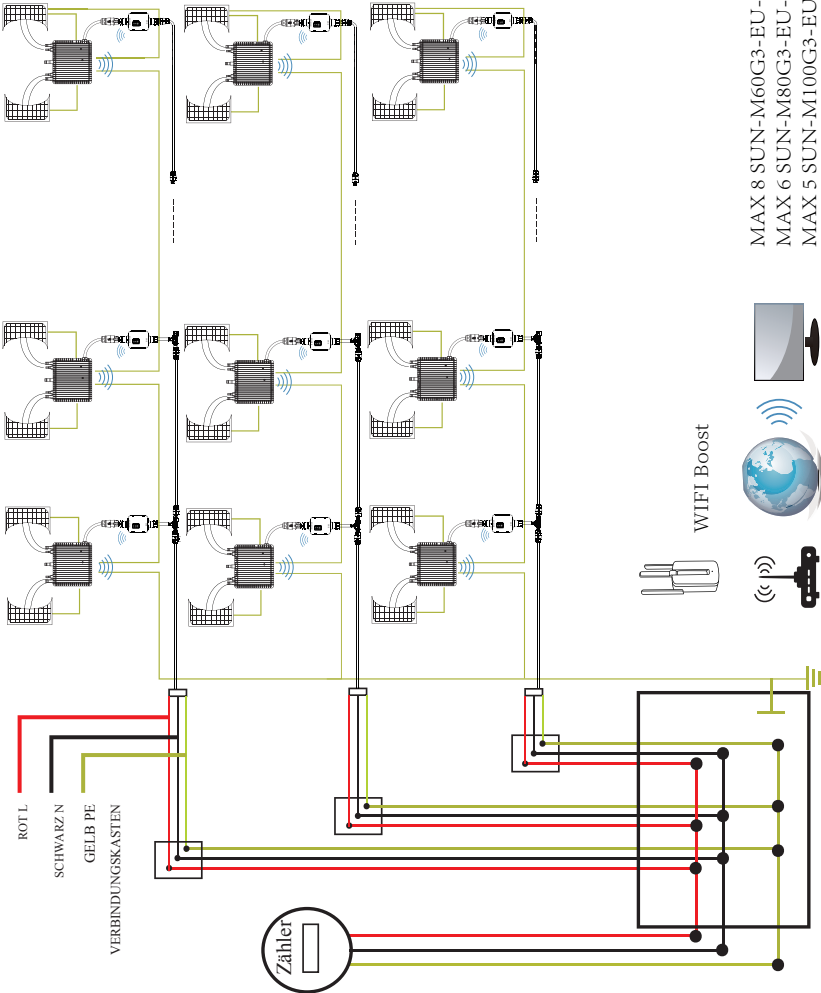 MAX 8 SUN-M60G3-EU-
MAX 6 SUN-M80G3-EU-
MAX 5 SUN-M100G3-EU
WIFI Boost
ROT L
SCHWARZ N
GELB PE
VERBINDUNGSKASTEN
Zähler